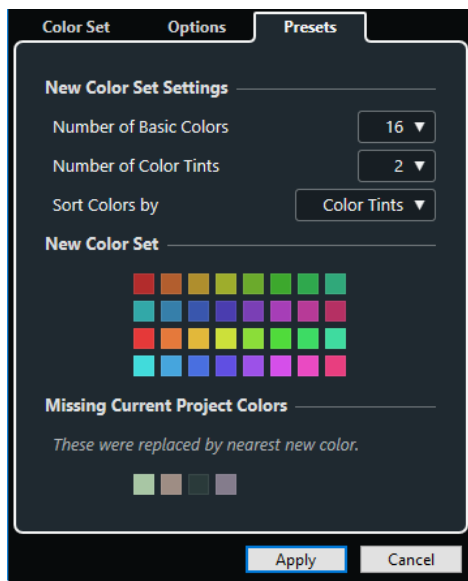 Color Set Options Presets
New Color Set Settings
Number of Basic Colors 16
Number of Color Tints 2
Sort Colors by Color Tints
New Color Set
Missing Current Project Colors
These were replaced by nearest new color.
Apply Cancel